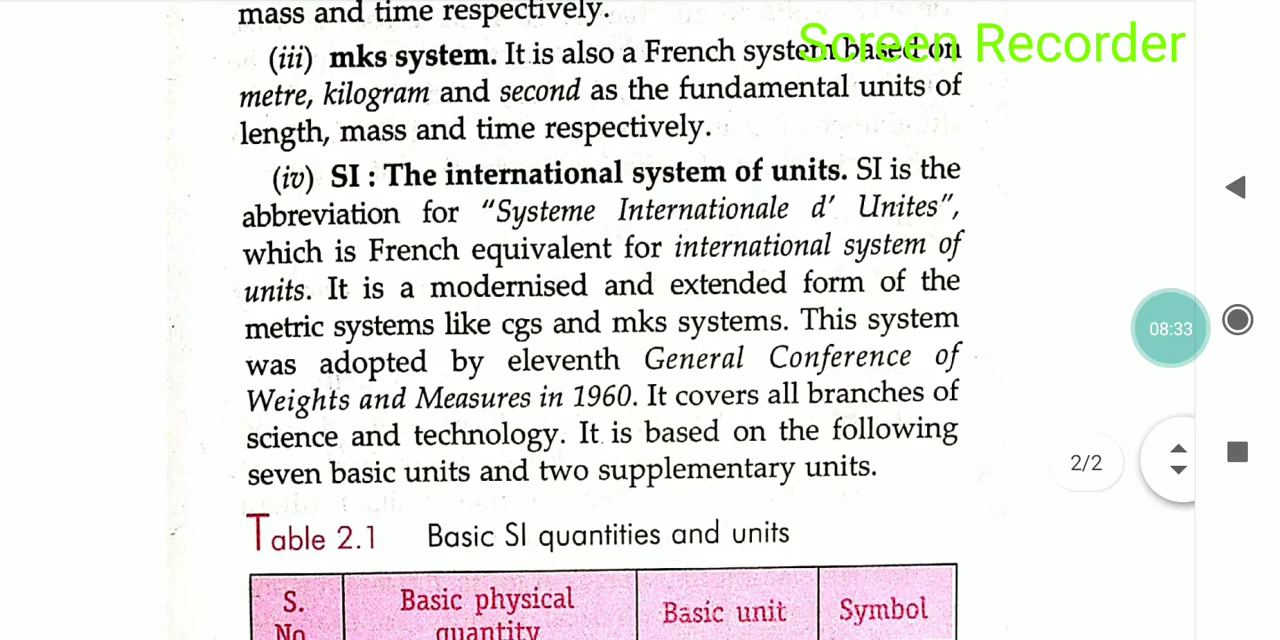 mass and time respectively.
Screen Recorder
(iii) mks system. It is also a French system based on
metre, kilogram and second as the fundamental units of
length, mass and time respectively.
(iv) SI : The international system of units. SI is the
abbreviation for "Systeme Internationale d' Unites",
which is French equivalent for international system of
units. It is a modernised and extended form of the
metric systems like cgs and mks systems. This system
was adopted by eleventh General Conference of
Weights and Measures in 1960. It covers all branches of
science and technology. It is based on the following
seven basic units and two supplementary units.
08:33
2/2
Table 2.1 Basic SI quantities and units
S. No
Basic physical quantity
Basic unit
Symbol